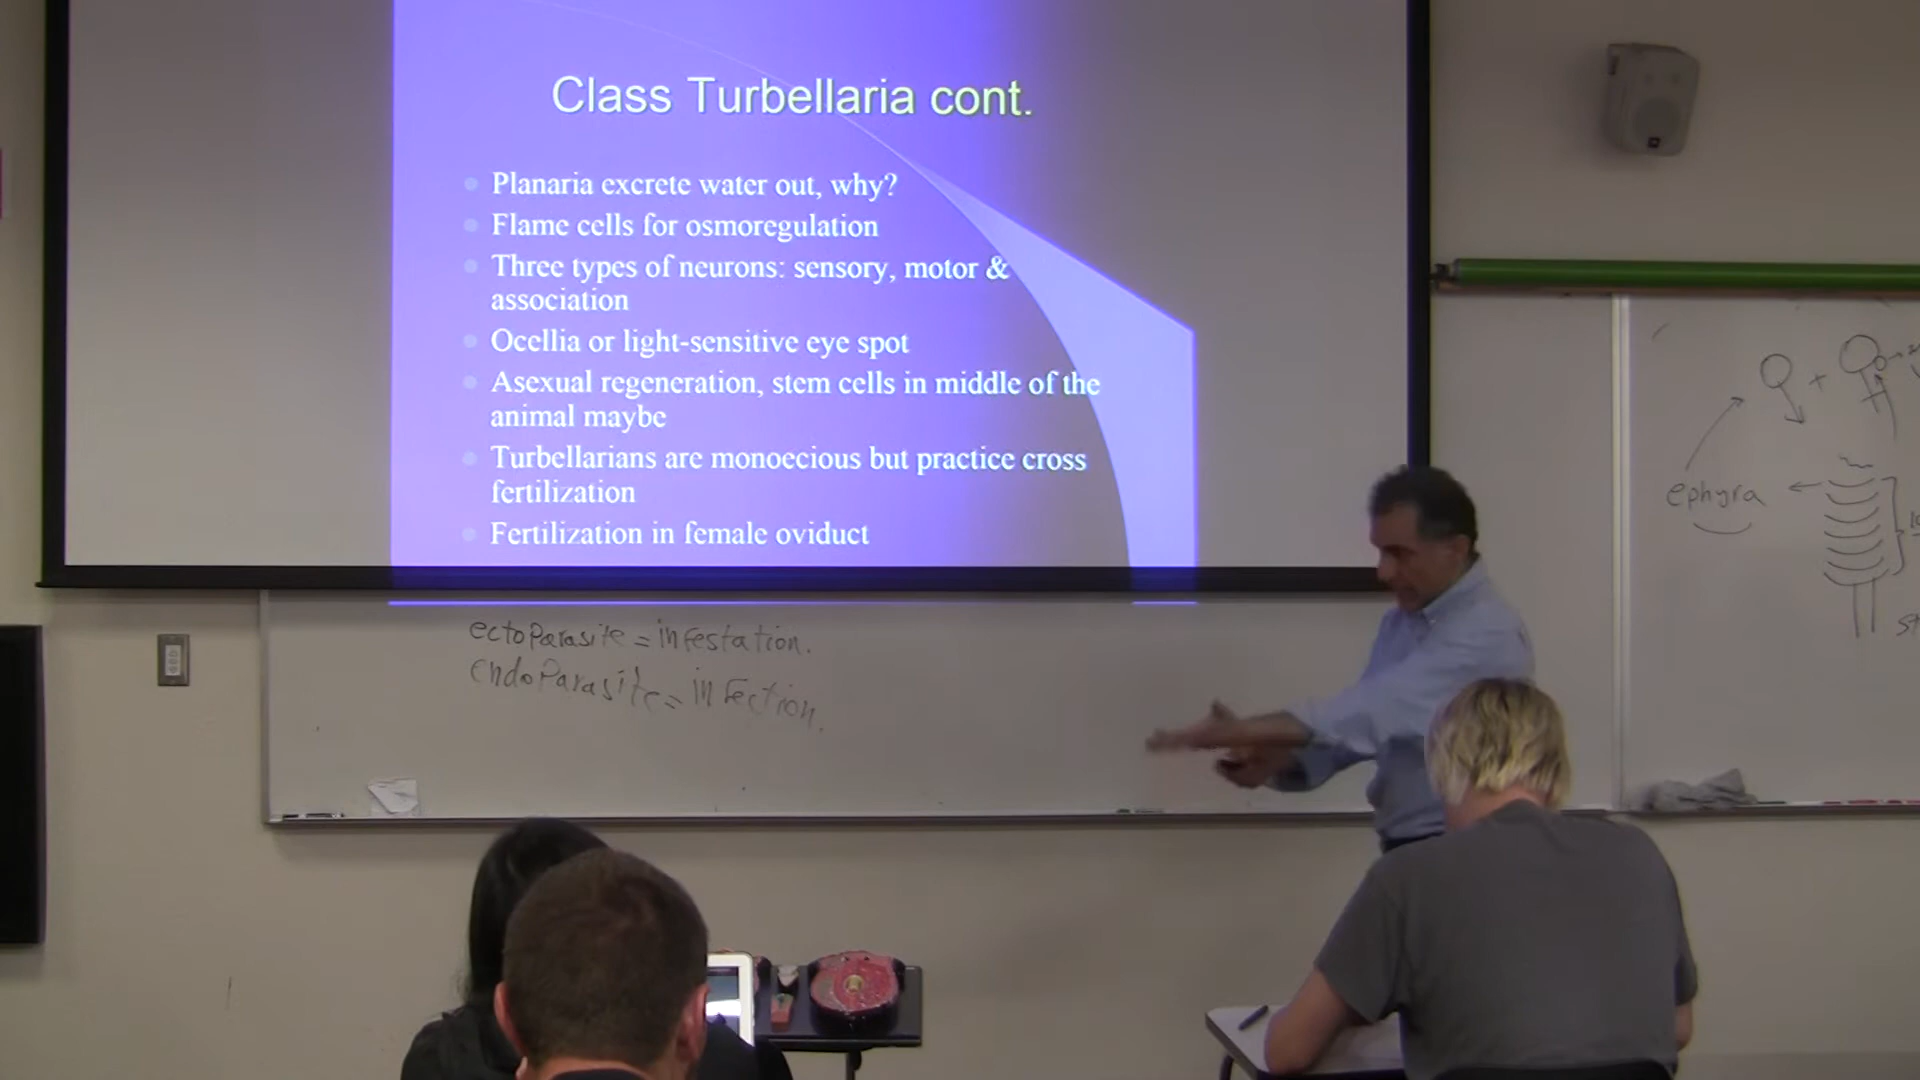 Class Turbellaria cont.
Planaria excrete water out, why?
Flame cells for osmoregulation
Three types of neurons: sensory, motor &
association
Ocellia or light-sensitive eye spot
Asexual regeneration, stem cells in middle of the
animal maybe
Turbellarians are monoecious but practice cross
fertilization
Fertilization in female oviduct
ectoparasite = infestation.
endoparasite = infection.
ephyra